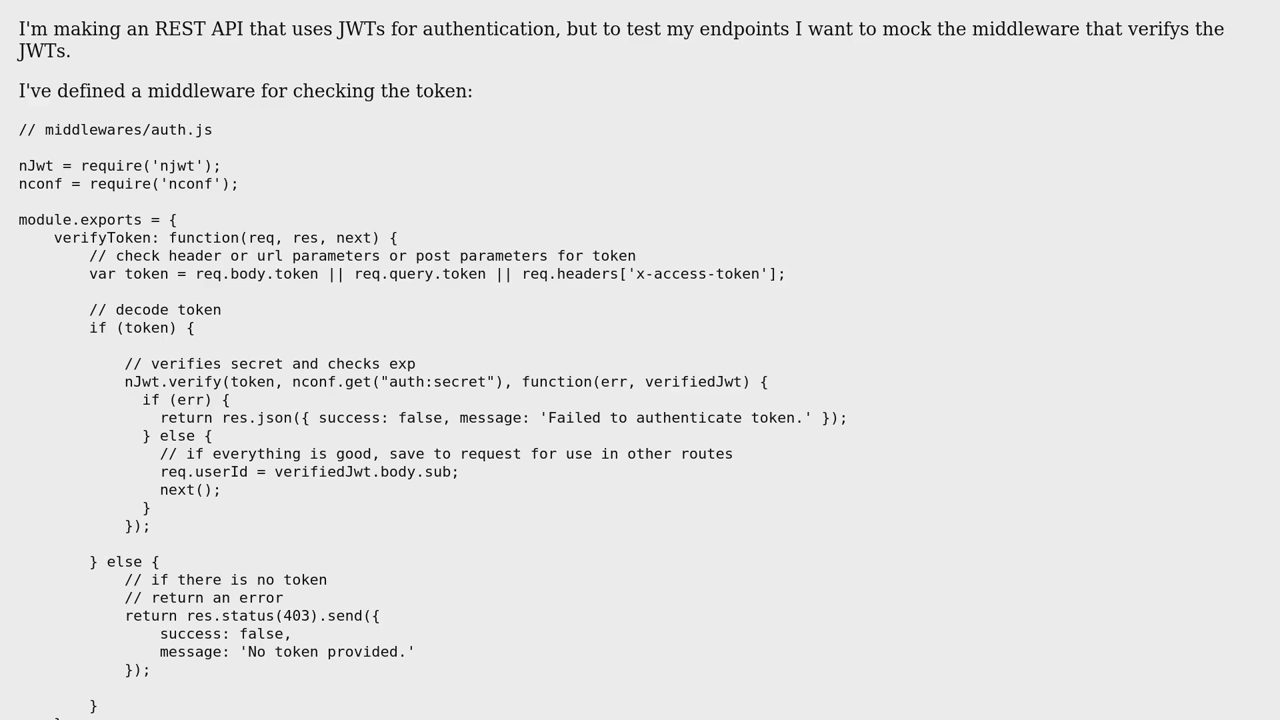 I'm making an REST API that uses JWTs for authentication, but to test my endpoints I want to mock the middleware that verifys the
JWTs.
I've defined a middleware for checking the token:
// middlewares/auth.js
nJwt = require('njwt');
nconf = require('nconf');
module.exports = {
    verifyToken: function(req, res, next) {
        // check header or url parameters or post parameters for token
        var token = req.body.token || req.query.token || req.headers['x-access-token'];
        // decode token
        if (token) {
            // verifies secret and checks exp
            nJwt.verify(token, nconf.get("auth:secret"), function(err, verifiedJwt) {
              if (err) {
                return res.json({ success: false, message: 'Failed to authenticate token.' });
              } else {
                // if everything is good, save to request for use in other routes
                req.userId = verifiedJwt.body.sub;
                next();
              }
            });
        } else {
            // if there is no token
            // return an error
            return res.status(403).send({
                success: false,
                message: 'No token provided.'
            });
        }